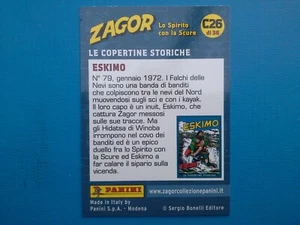 ZAGOR
Lo Spirito
con la Scure
C26
di 36
LE COPERTINE STORICHE
ESKIMO
N° 79, gennaio 1972. I Falchi delle
Nevi sono una banda di banditi
che colpiscono tra le nevi del Nord
muovendosi sugli sci e con i kayak.
Il loro capo è un inuit, Eskimo, che
cattura Zagor messosi
sulle sue tracce. Ma
gli Hidatsa di Winoba
irrompono nel covo dei
banditi ed è un epico
duello fra lo Spirito con
la Scure ed Eskimo a
far calare il sipario sulla
vicenda.
ESKIMO
PANINI
www.zagorcollezionepanini.it
Made in Italy by
Panini S.p.A. - Modena
© Sergio Bonelli Editore